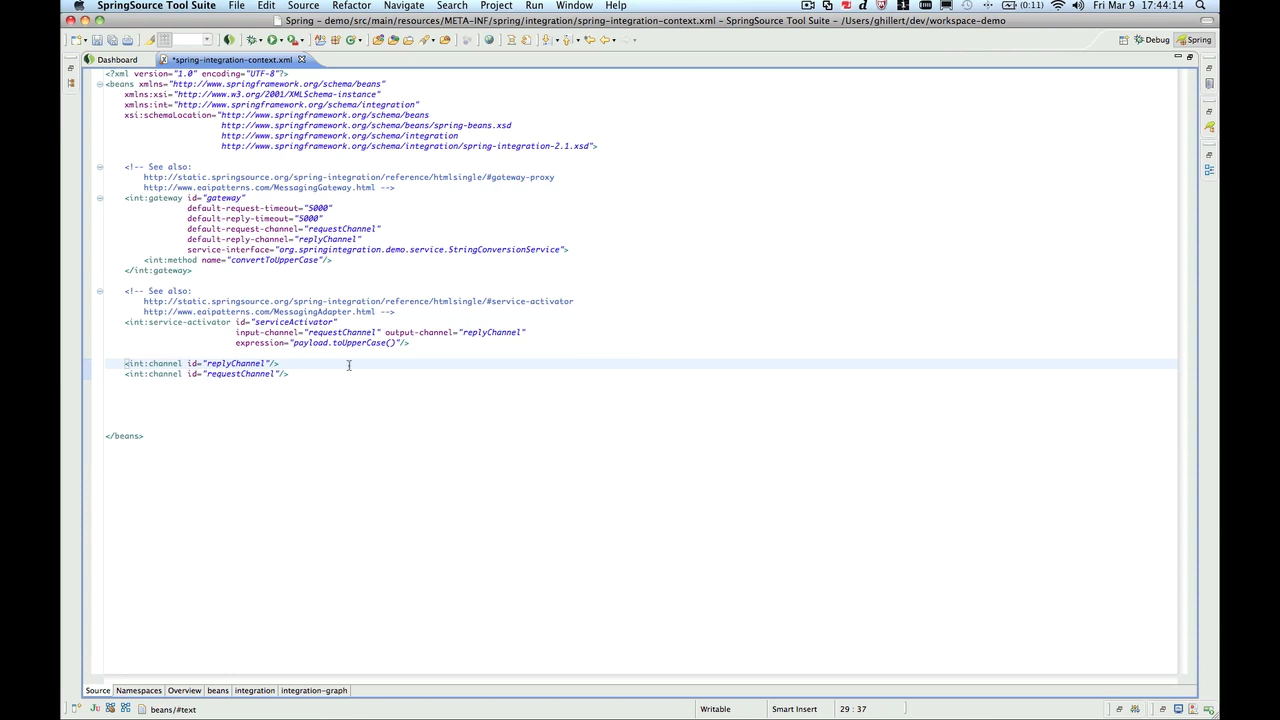 SpringSource Tool Suite File Edit Source Refactor Navigate Search Project Run Window Help (0:11) Fri Mar 9 17:44:14
Spring - demo/src/main/resources/META-INF/spring/integration/spring-integration-context.xml - SpringSource Tool Suite - /Users/ghillert/dev/workspace-demo
Debug Spring
Dashboard *spring-integration-context.xml
<?xml version="1.0" encoding="UTF-8"?>
<beans xmlns="http://www.springframework.org/schema/beans"
xmlns:xsi="http://www.w3.org/2001/XMLSchema-instance"
xmlns:int="http://www.springframework.org/schema/integration"
xsi:schemaLocation="http://www.springframework.org/schema/beans
http://www.springframework.org/schema/beans/spring-beans.xsd
http://www.springframework.org/schema/integration
http://www.springframework.org/schema/integration/spring-integration-2.1.xsd">
<!-- See also:
http://static.springsource.org/spring-integration/reference/htmlsingle/#gateway-proxy
http://www.eaipatterns.com/MessagingGateway.html -->
<int:gateway id="gateway"
default-request-timeout="5000"
default-reply-timeout="5000"
default-request-channel="requestChannel"
default-reply-channel="replyChannel"
service-interface="org.springintegration.demo.service.StringConversionService">
<int:method name="convertToUpperCase"/>
</int:gateway>
<!-- See also:
http://static.springsource.org/spring-integration/reference/htmlsingle/#service-activator
http://www.eaipatterns.com/MessagingAdapter.html -->
<int:service-activator id="serviceActivator"
input-channel="requestChannel" output-channel="replyChannel"
expression="payload.toUpperCase()"/>
<int:channel id="replyChannel"/>
<int:channel id="requestChannel"/>
</beans>
Source Namespaces Overview beans integration integration-graph
beans/#text Writable Smart Insert 29 : 37